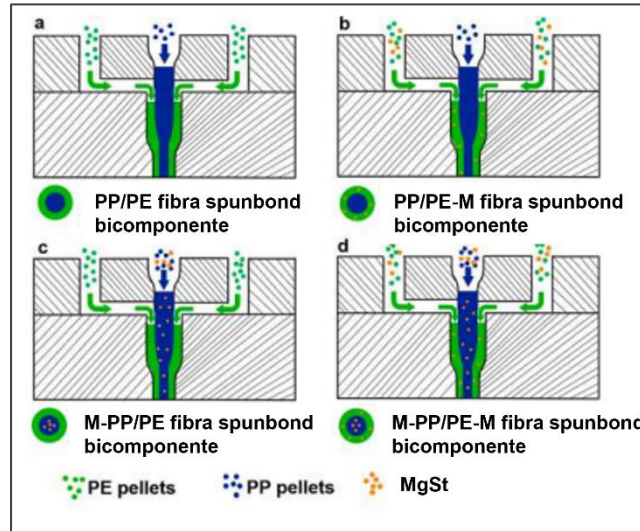 a
b
PP/PE fibra spunbond
bicomponente
PP/PE-M fibra spunbond
bicomponente
c
d
M-PP/PE fibra spunbond
bicomponente
M-PP/PE-M fibra spunbond
bicomponente
PE pellets
PP pellets
MgSt